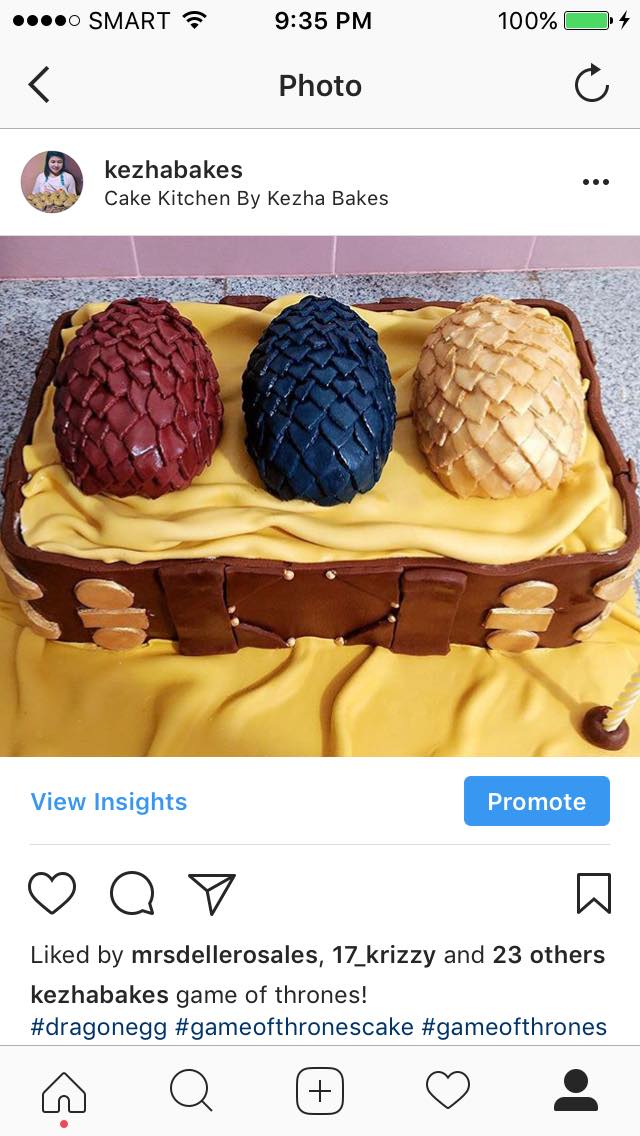 SMART 9:35 PM 100%
Photo
kezhabakes
Cake Kitchen By Kezha Bakes
View Insights Promote
Liked by mrsdellerosales, 17_krizzy and 23 others
kezhabakes game of thrones!
#dragonegg #gameofthronescake #gameofthrones